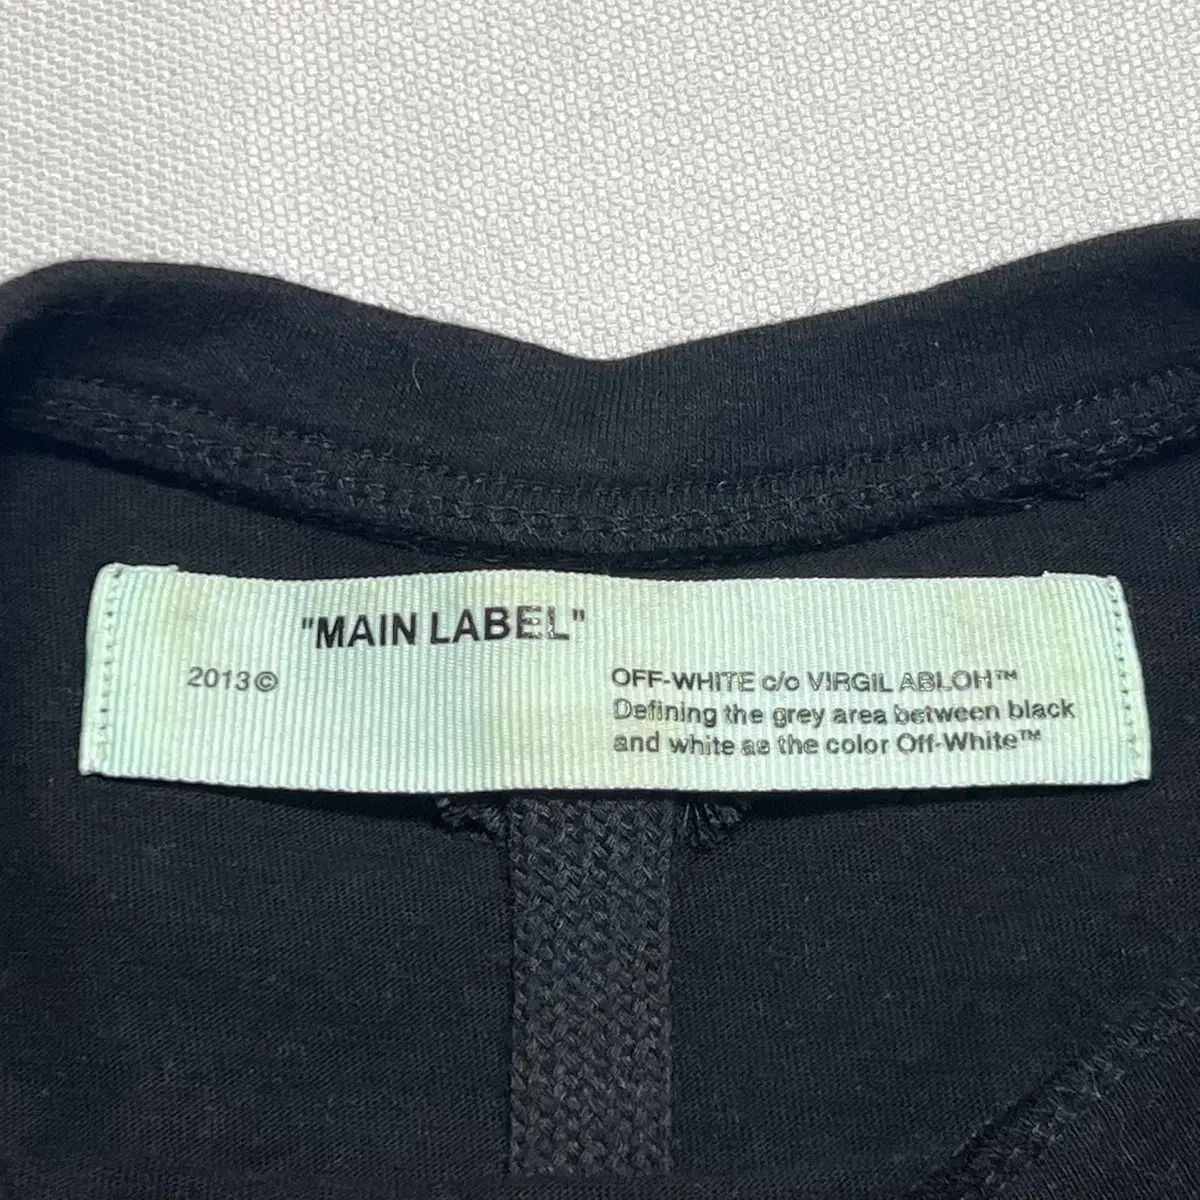 "MAIN LABEL"
2013©
OFF-WHITE c/o VIRGIL ABLOH™
Defining the grey area between black
and white as the color Off-White™